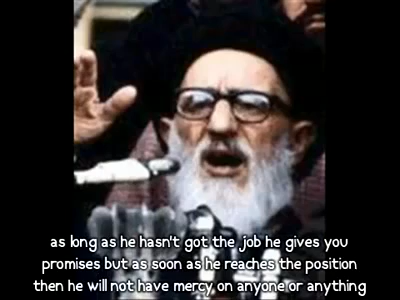 as long as he hasn't got the job he gives you
promises but as soon as he reaches the position
then he will not have mercy on anyone or anything